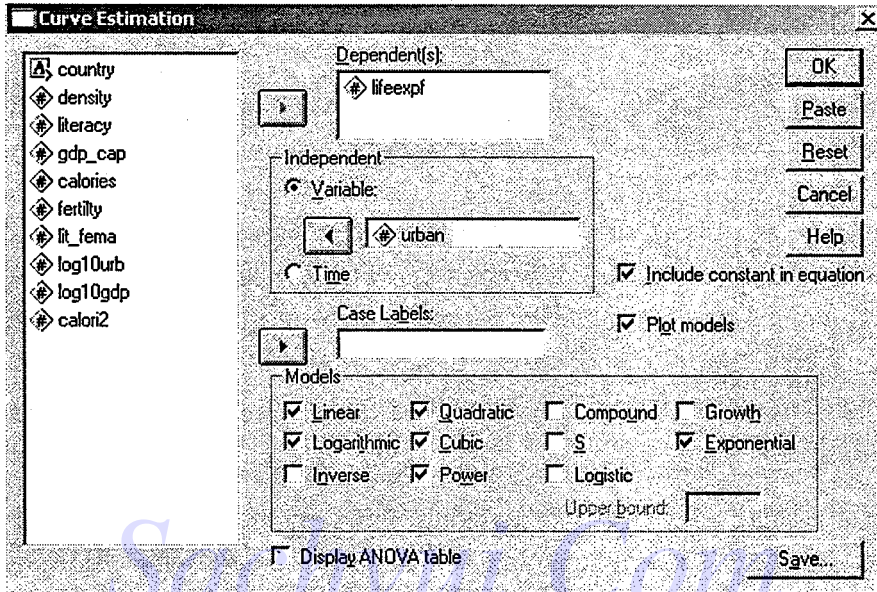 Curve Estimation
country
density
literacy
gdp_cap
calories
fertilty
lit_fema
log10urb
log10gdp
calori2
Dependent(s):
lifeexpf
Independent
Variable:
urban
Time
Case Labels:
OK
Paste
Reset
Cancel
Help
Include constant in equation
Plot models
Models
Linear Quadratic Compound Growth
Logarithmic Cubic S Exponential
Inverse Power Logistic
Upper bound:
Display ANOVA table
Save...
Sachvui.Com